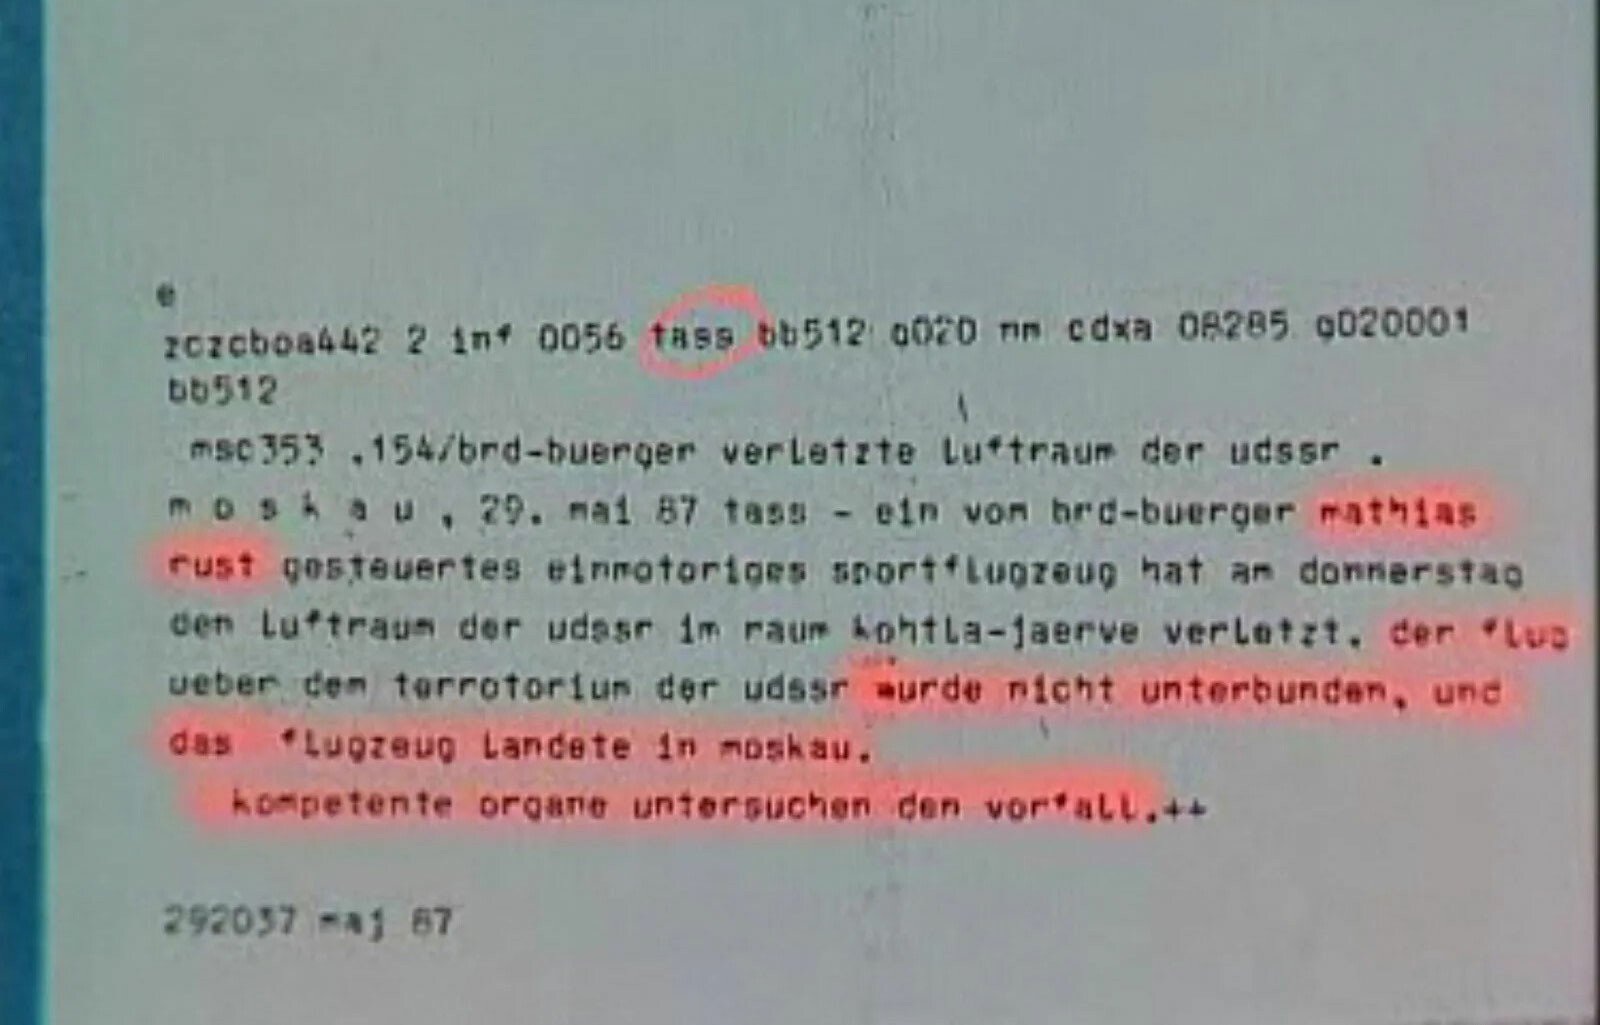 e
zczcboa442 2 inf 0056 tass bb512 g020 nm cdxa 08285 g020001
bb512
msc353 .154/brd-buerger verletzte luftraum der udssr .
m o s k a u , 29. mai 87 tass - ein vom brd-buerger mathias
rust gesteuertes einmotoriges sportflugzeug hat am donnerstag
den luftraum der udssr im raum kohtla-jaerve verletzt. der flug
ueber dem terrotorium der udssr wurde nicht unterbunden, und
das flugzeug landete in moskau.
kompetente organe untersuchen den vorfall.++
292037 maj 87